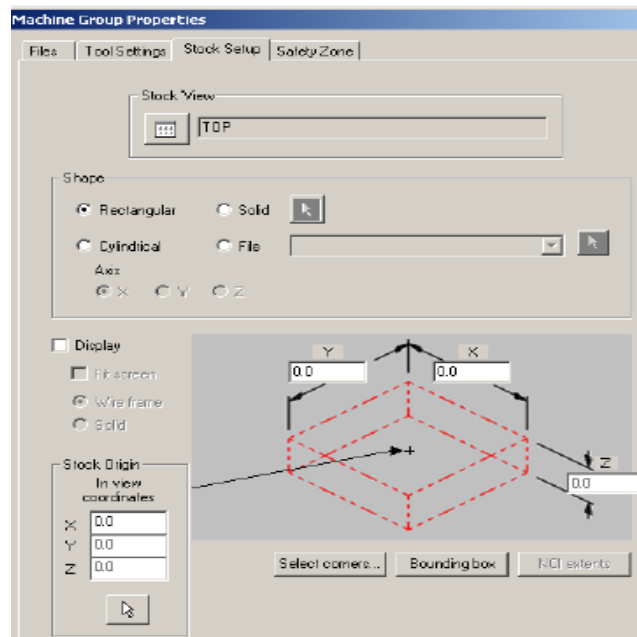 Machine Group Properties
Files Tool Settings Stock Setup Safety Zone
Stock View
TOP
Shape
Rectangular Solid
Cylindrical File
Axis
X Y Z
Display
Fit screen
Wire frame
Solid
Y X
0.0 0.0
Z
0.0
Stock Origin
In view
coordinates
X 0.0
Y 0.0
Z 0.0
Select corners... Bounding box NCI extents